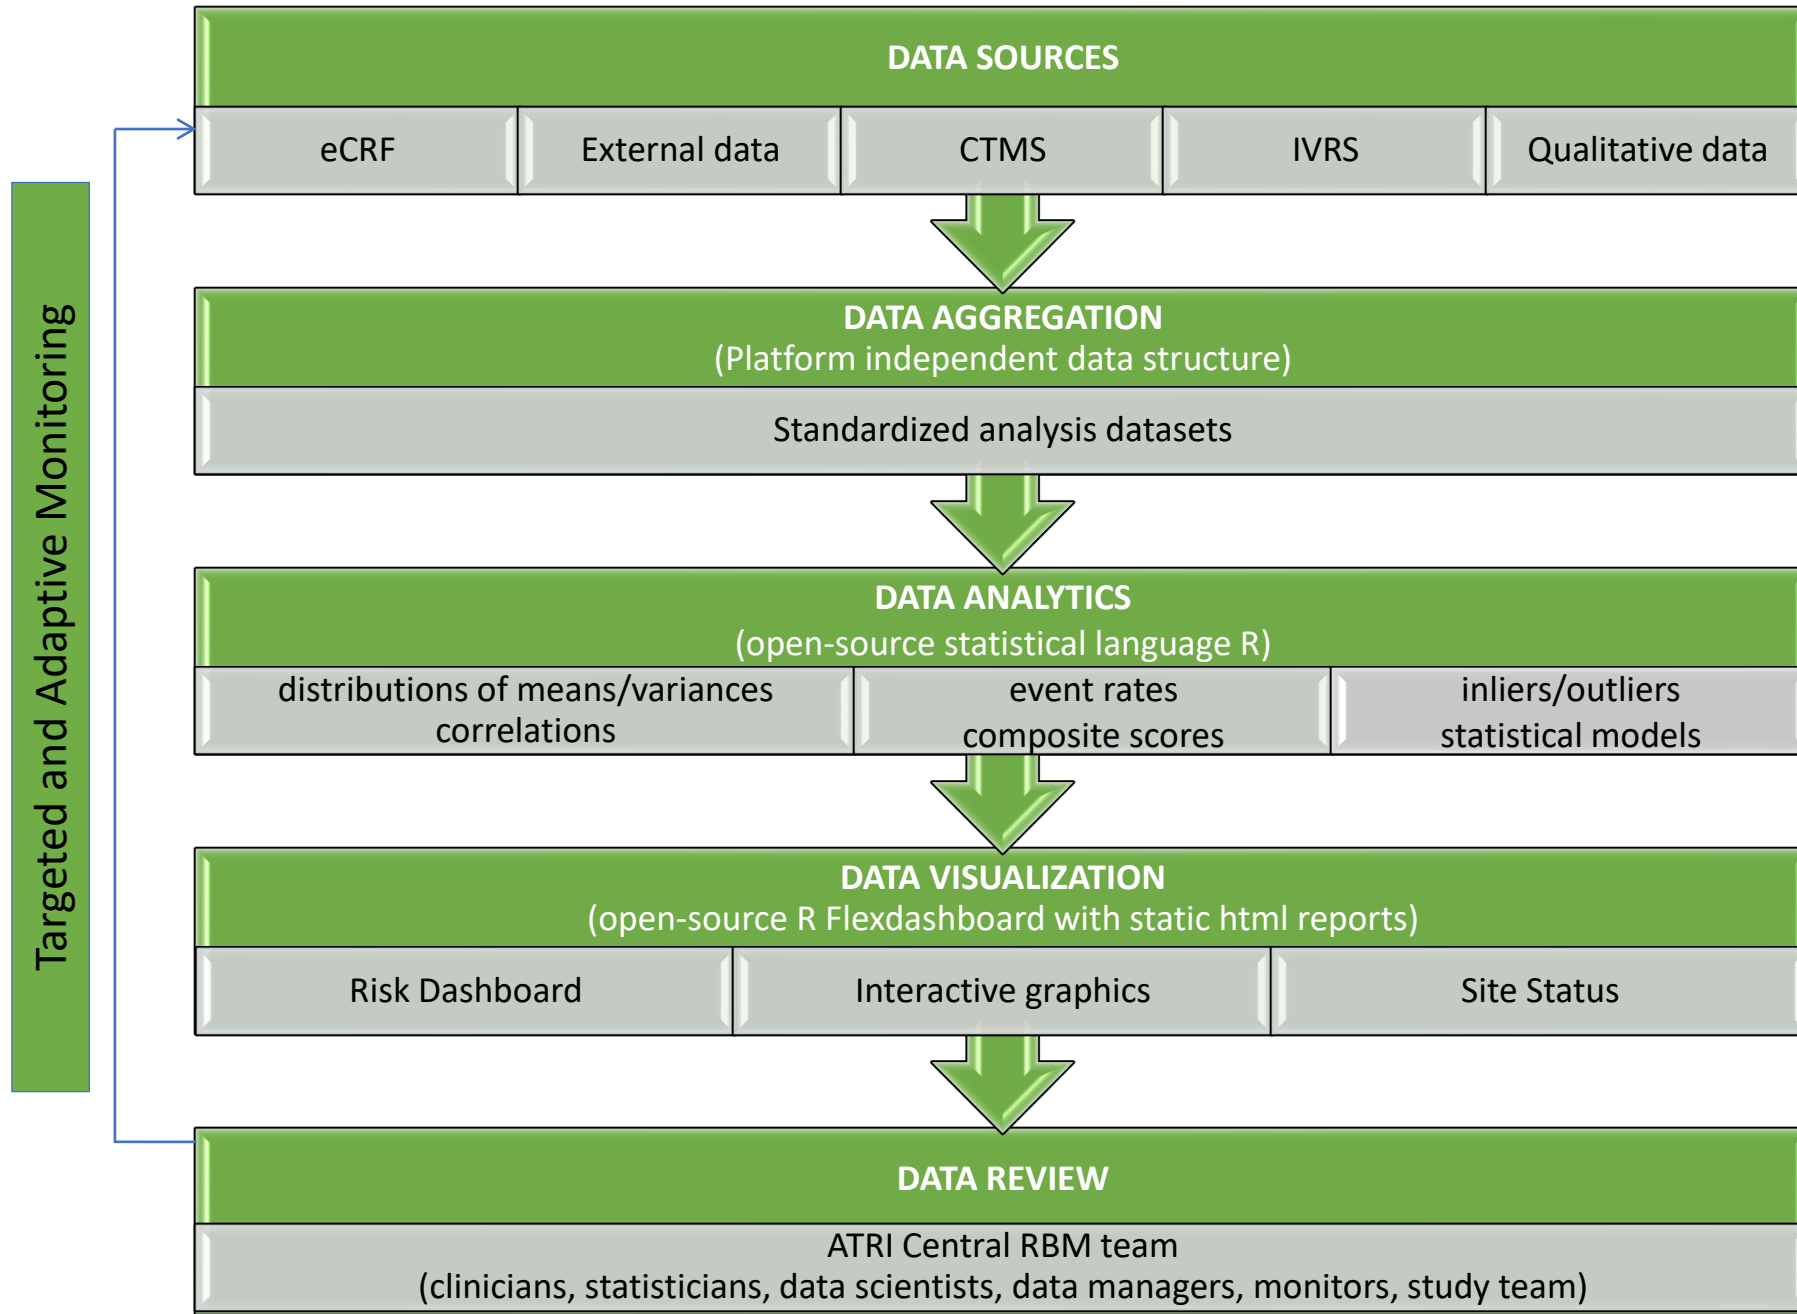 DATA SOURCES
eCRF
External data
CTMS
IVRS
Qualitative data
Targeted and Adaptive Monitoring
DATA AGGREGATION
(Platform independent data structure)
Standardized analysis datasets
DATA ANALYTICS
(open-source statistical language R)
distributions of means/variances
correlations
event rates
composite scores
inliers/outliers
statistical models
DATA VISUALIZATION
(open-source R Flexdashboard with static html reports)
Risk Dashboard
Interactive graphics
Site Status
DATA REVIEW
ATRI Central RBM team
(clinicians, statisticians, data scientists, data managers, monitors, study team)